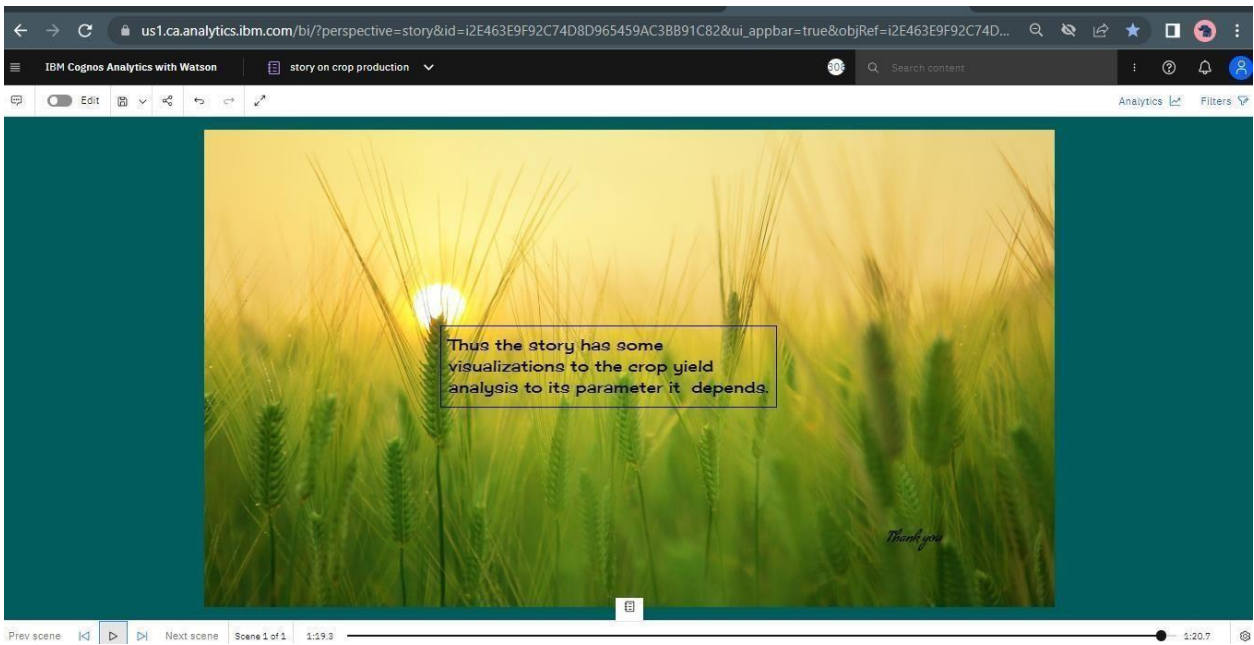 us1.ca.analytics.ibm.com/bi/?perspective=story&id=i2E463E9F92C74D8D965459AC3BB91C82&ui_appbar=true&objRef=i2E463E9F92C74D...
IBM Cognos Analytics with Watson story on crop production Search content
Edit Analytics Filters
Thus the story has some
visualizations to the crop yield
analysis to its parameter it depends.
Thank you
Prev scene Next scene Scene 1 of 1 1:19.3 1:20.7